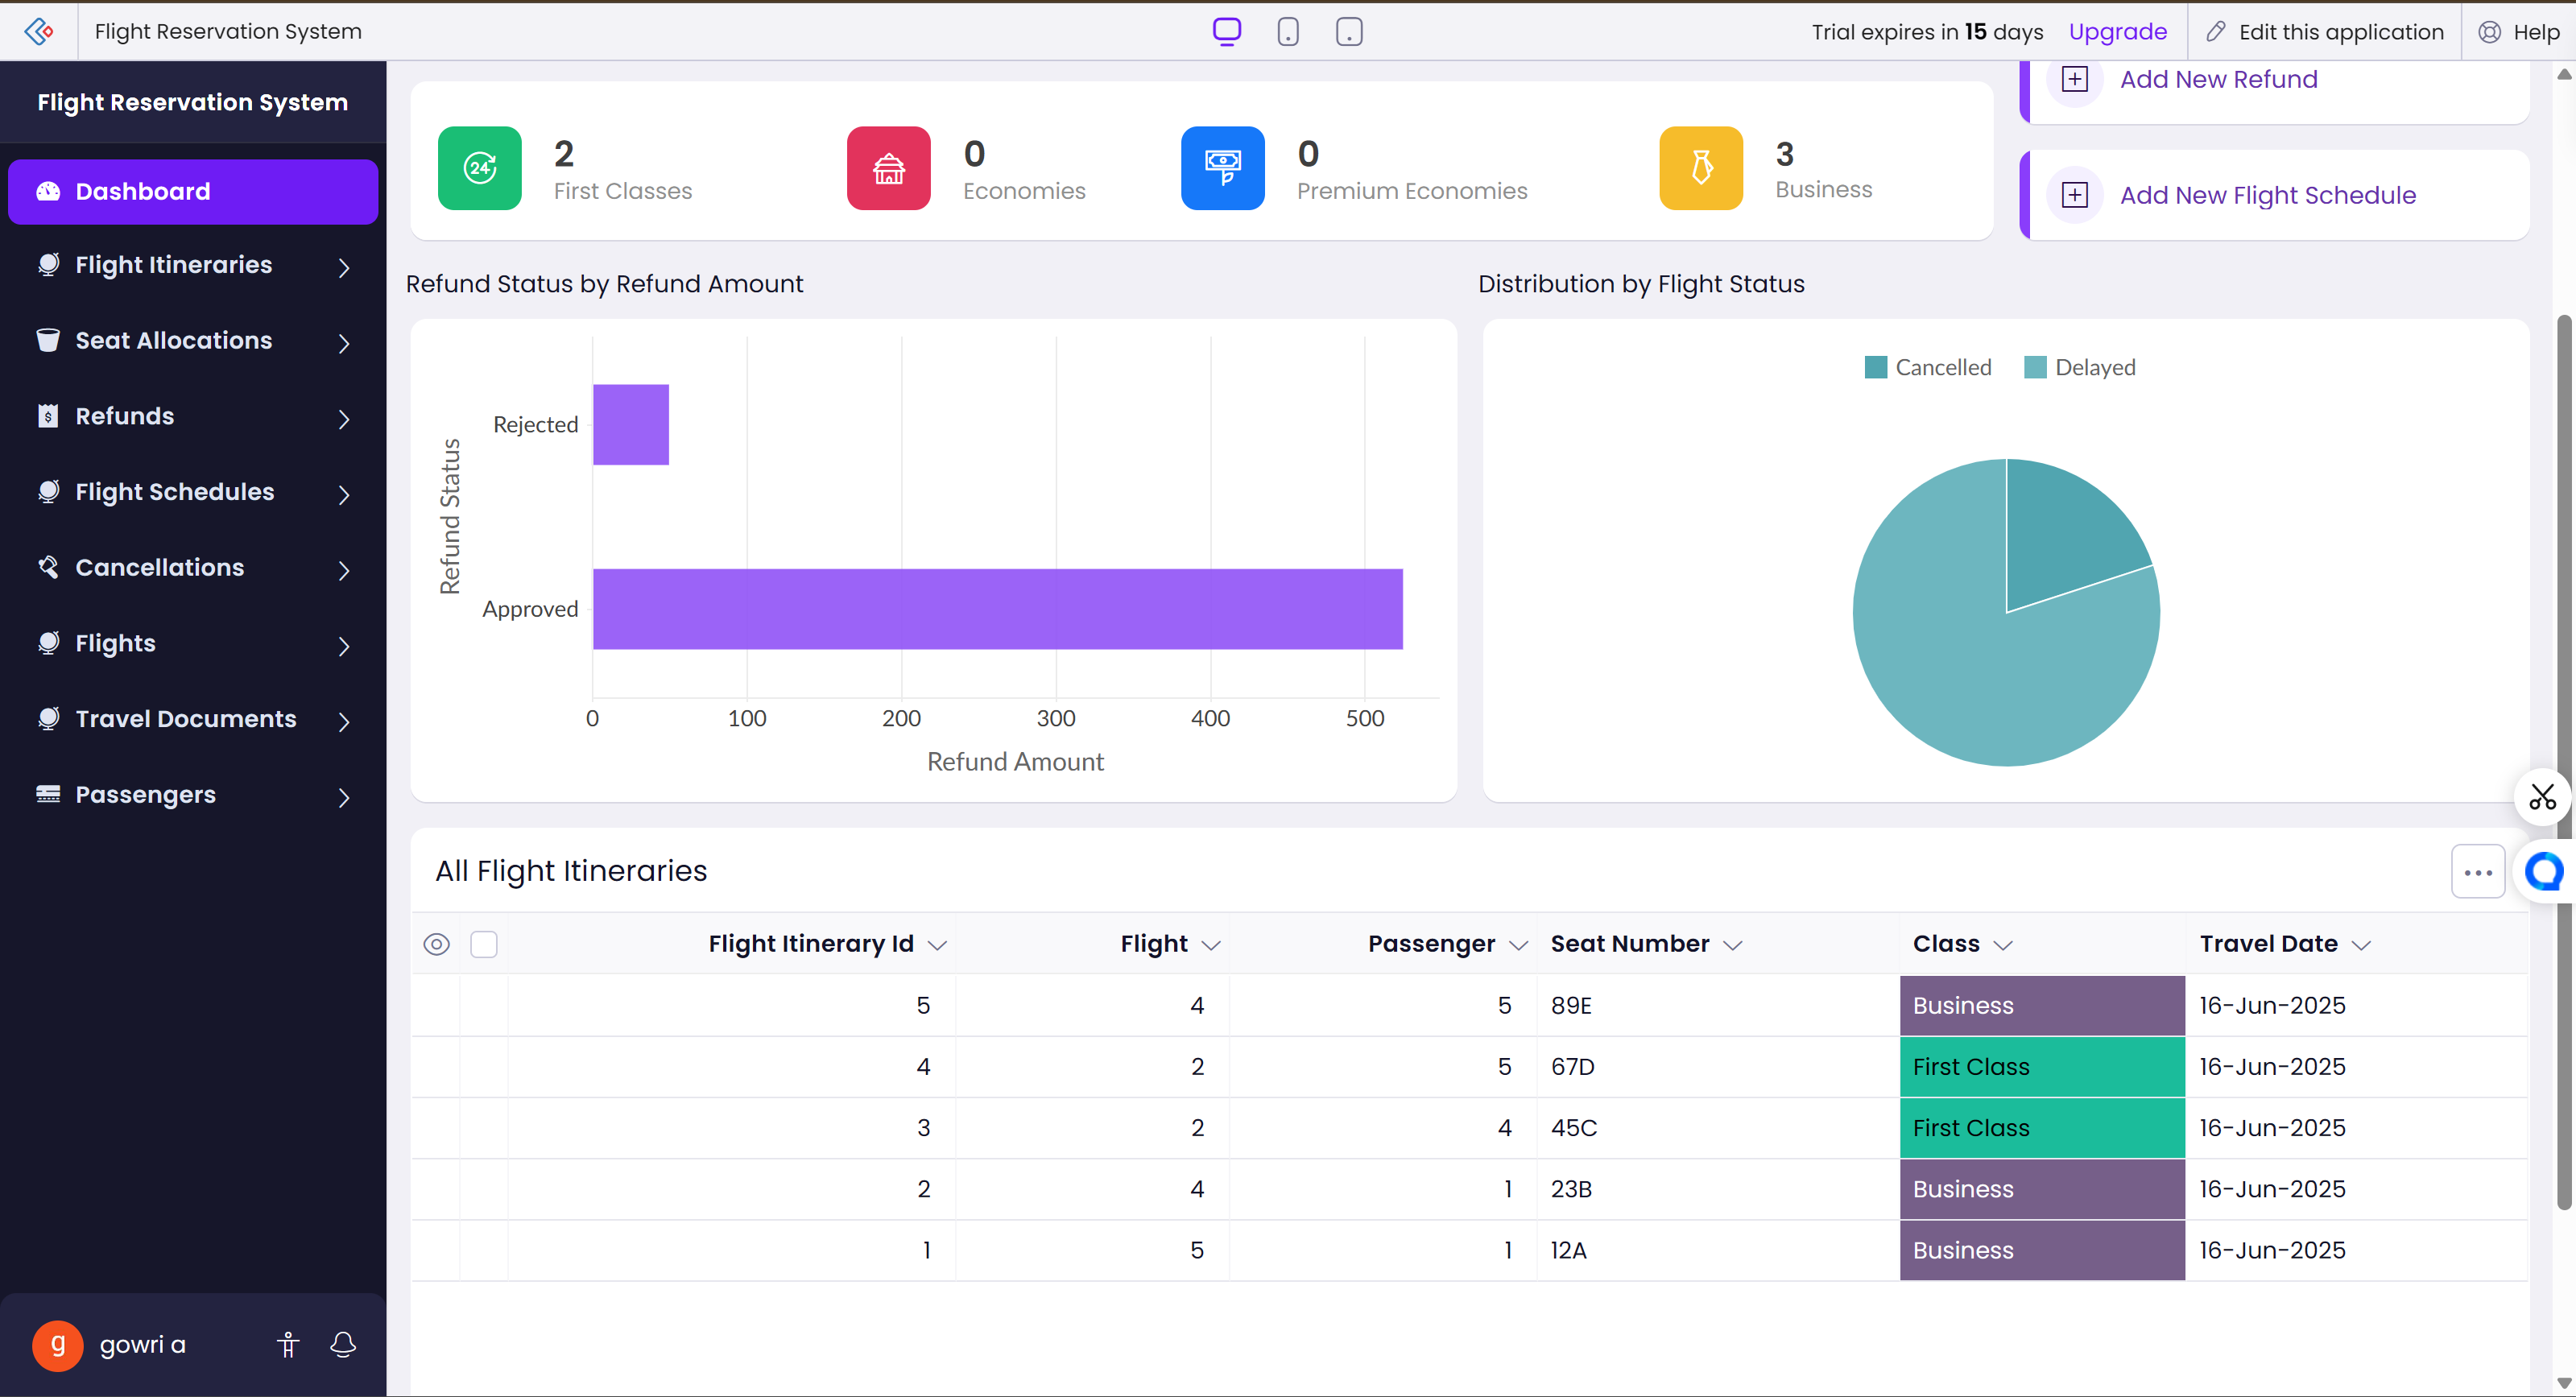 Flight Reservation System
Trial expires in 15 days Upgrade Edit this application Help
Flight Reservation System
Dashboard
Flight Itineraries
Seat Allocations
Refunds
Flight Schedules
Cancellations
Flights
Travel Documents
Passengers
g gowri a
24
2
First Classes
0
Economies
0
Premium Economies
3
Business
Add New Refund
Add New Flight Schedule
Refund Status by Refund Amount
Refund Status
Rejected
Approved
0 100 200 300 400 500
Refund Amount
Distribution by Flight Status
Cancelled Delayed
All Flight Itineraries
Flight Itinerary Id Flight Passenger Seat Number Class Travel Date
5 4 5 89E Business 16-Jun-2025
4 2 5 67D First Class 16-Jun-2025
3 2 4 45C First Class 16-Jun-2025
2 4 1 23B Business 16-Jun-2025
1 5 1 12A Business 16-Jun-2025